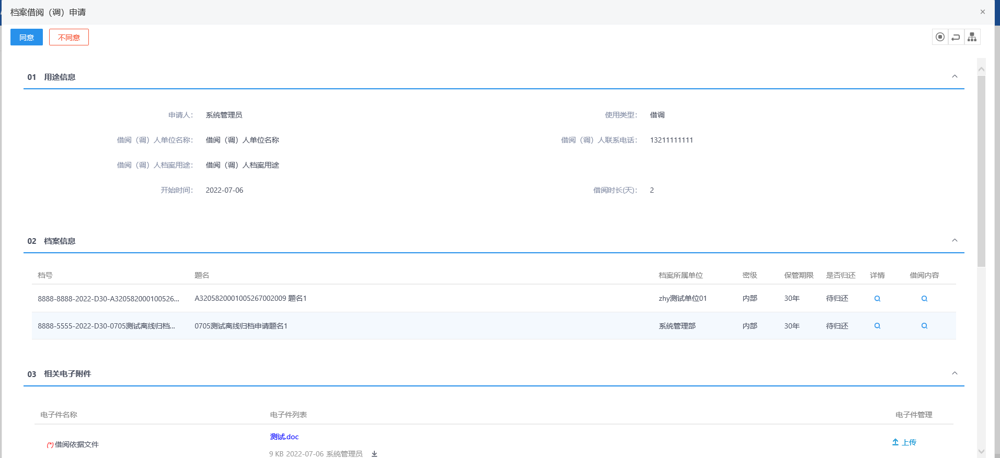 档案借阅（调）申请
同意 不同意
01 用途信息
申请人： 系统管理员 使用类型： 借调
借阅（调）人单位名称： 借阅（调）人单位名称 借阅（调）人联系电话： 13211111111
借阅（调）人档案用途： 借阅（调）人档案用途
开始时间： 2022-07-06 借阅时长(天)： 2
02 档案信息
档号 题名 档案所属单位 密级 保管期限 是否归还 详情 借阅内容
8888-8888-2022-D30-A320582000100526... A3205820001005267002009 题名1 zhy测试单位01 内部 30年 待归还
8888-5555-2022-D30-0705测试离线归档... 0705测试离线归档申请题名1 系统管理部 内部 30年 待归还
03 相关电子附件
电子件名称 电子件列表 电子件管理
(*)借阅依据文件 测试.doc 上传
9 KB 2022-07-06 系统管理员